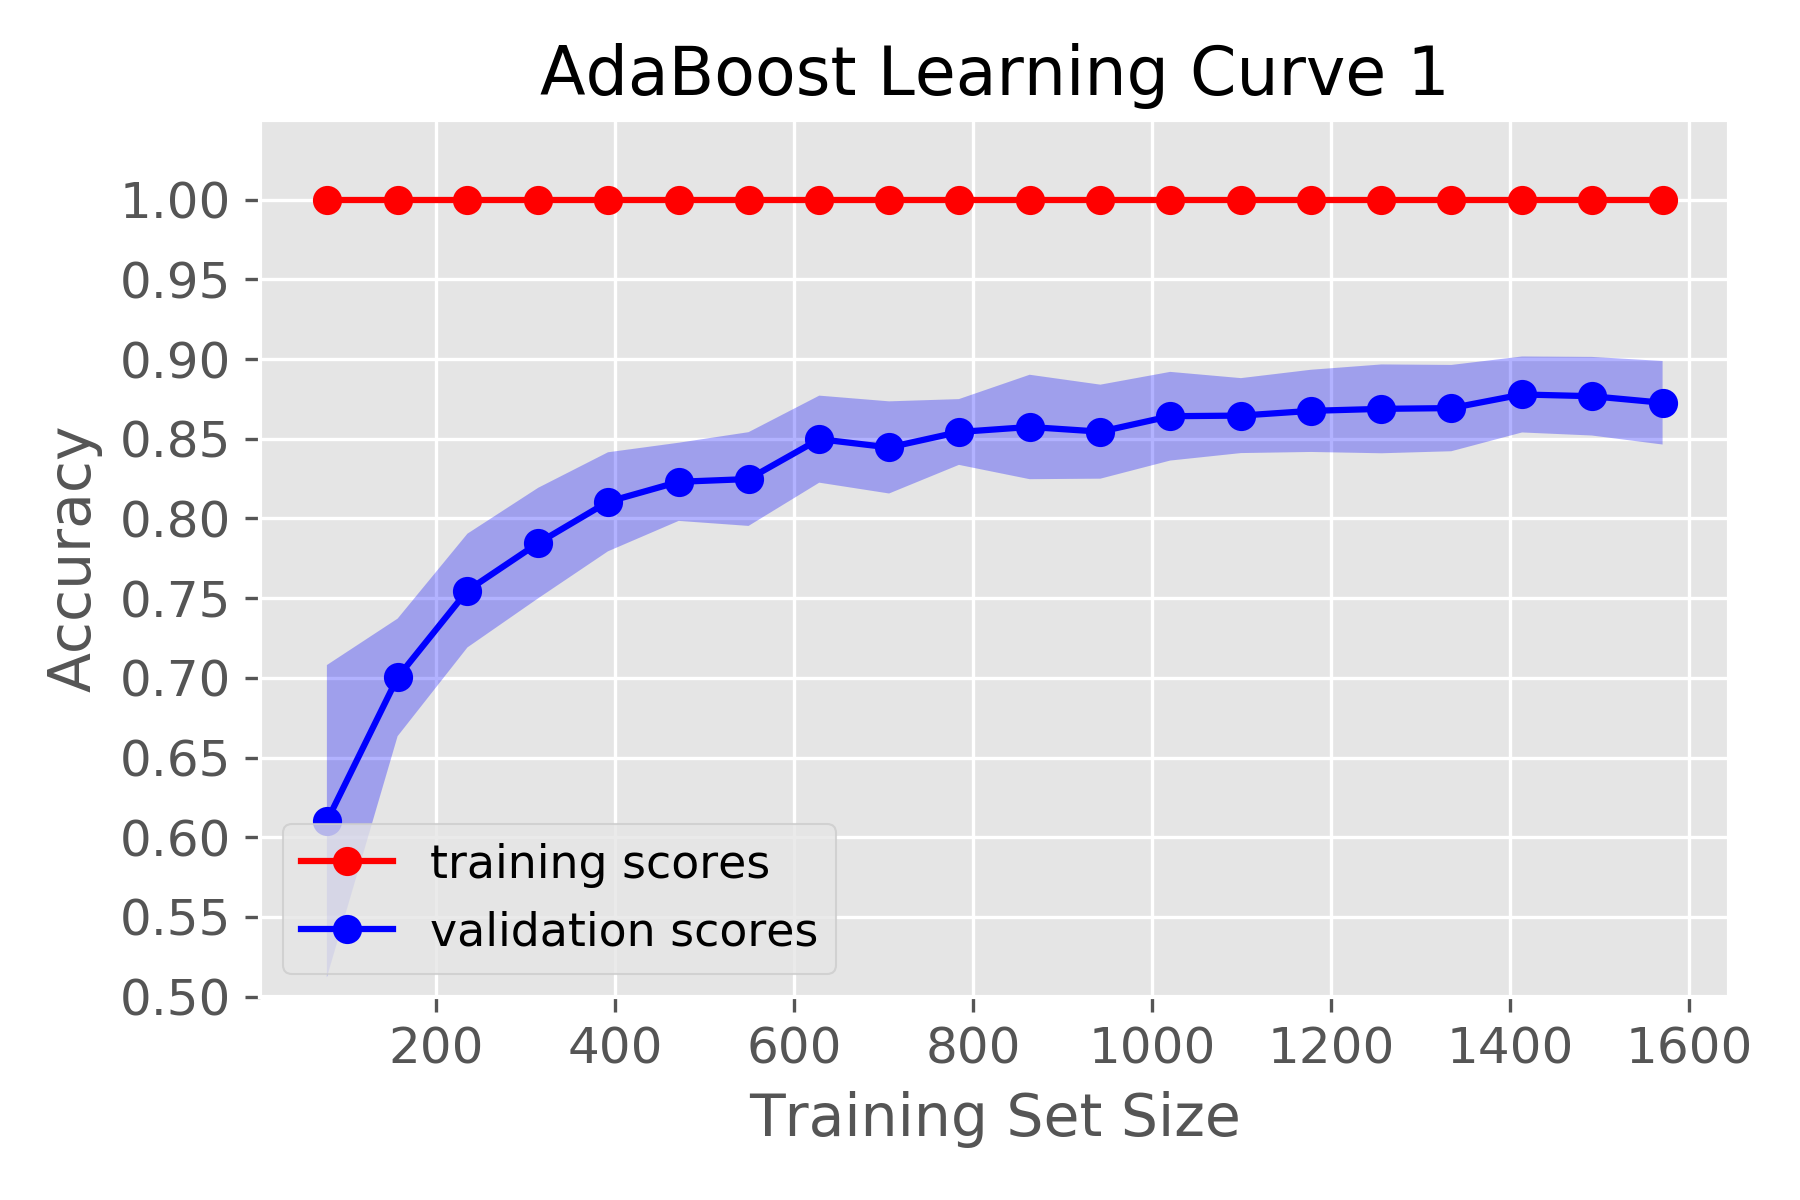 AdaBoost Learning Curve 1
1.00
0.95
0.90
0.85
0.80
0.75
0.70
0.65
0.60
0.55
0.50
Accuracy
training scores
validation scores
200 400 600 800 1000 1200 1400 1600
Training Set Size